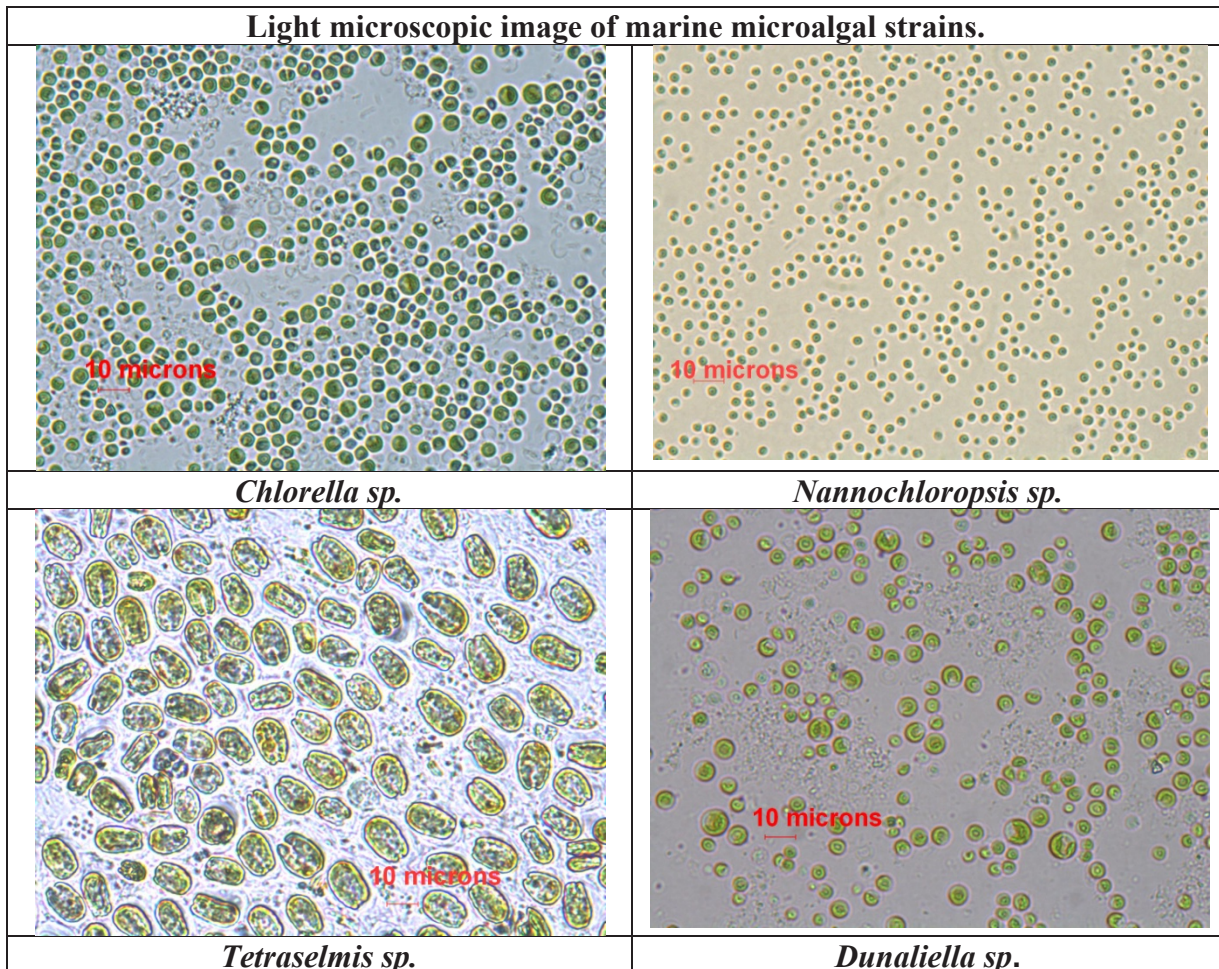 Light microscopic image of marine microalgal strains.
10 microns
10 microns
Chlorella sp.
Nannochloropsis sp.
10 microns
10 microns
Tetraselmis sp.
Dunaliella sp.